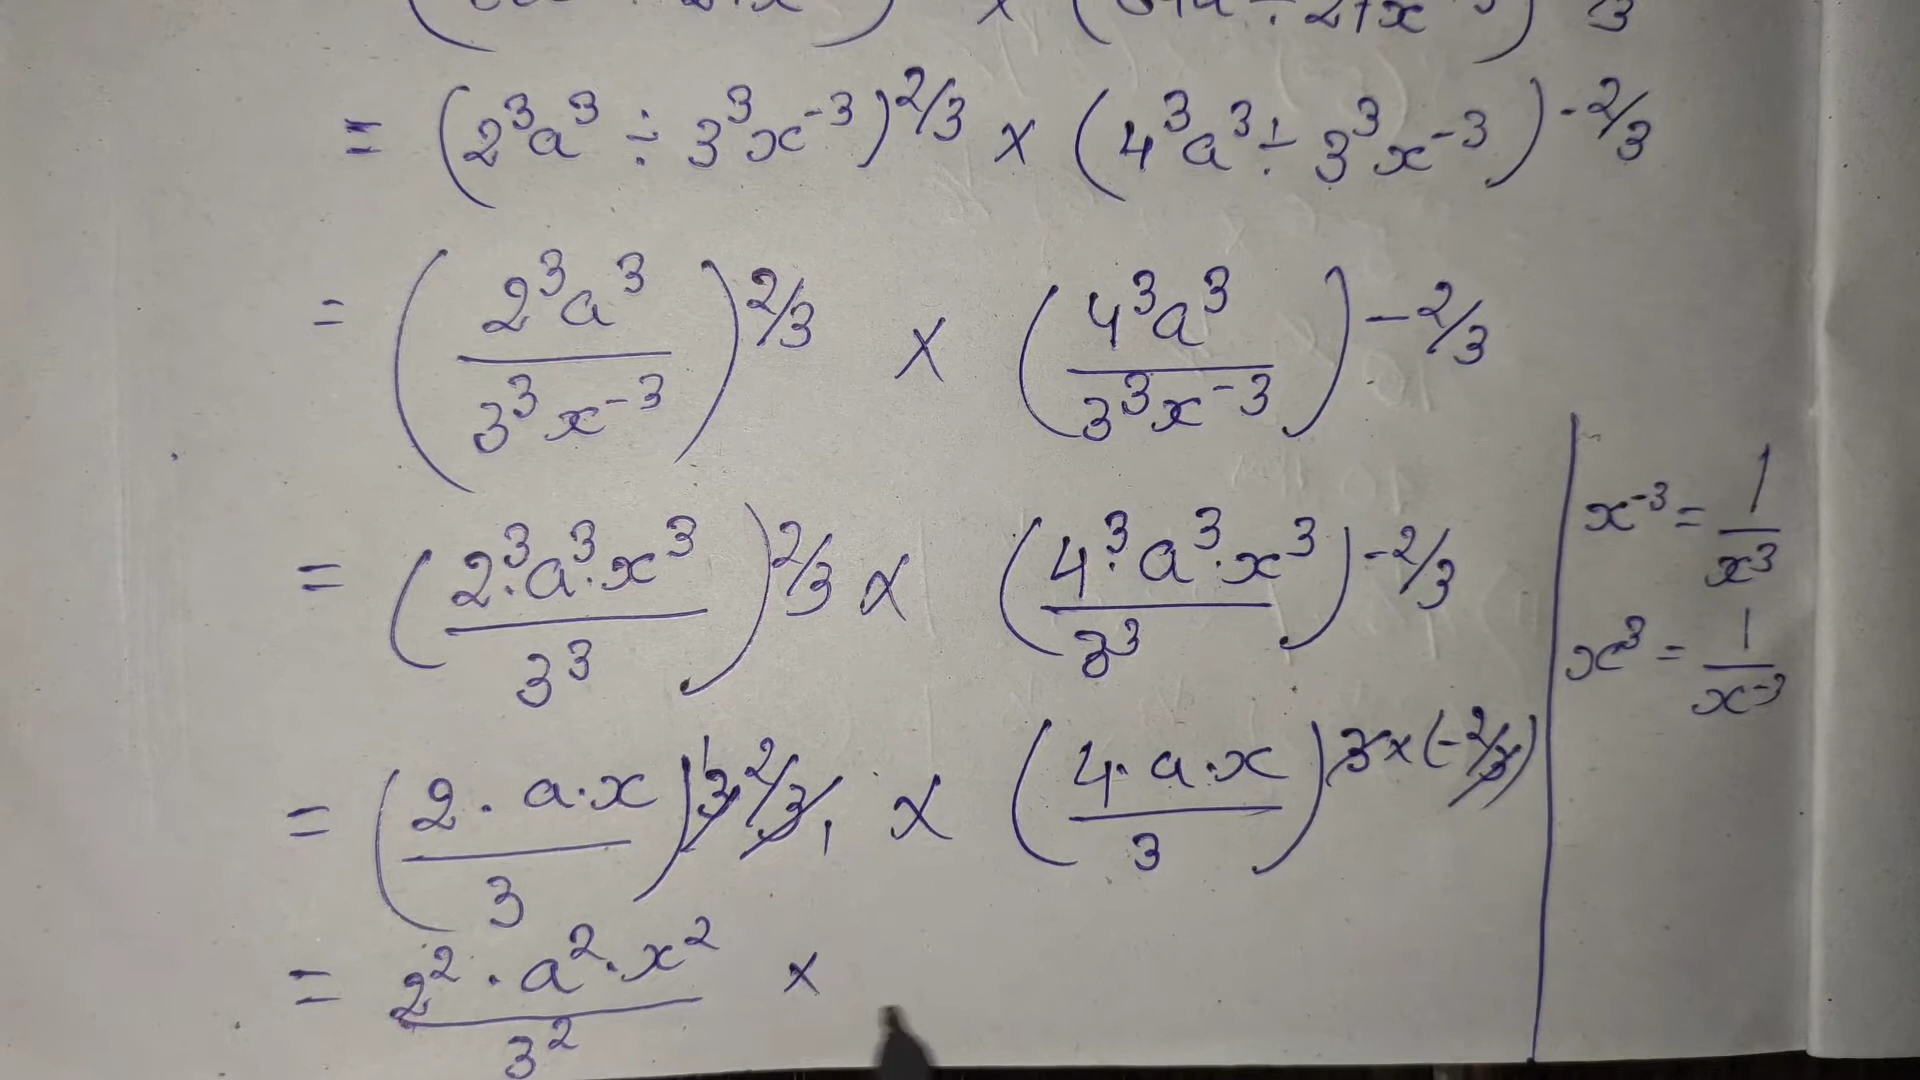 = (2³a³ ÷ 3³x⁻³)^2/3 × (4³a³ ÷ 3³x⁻³)^-2/3
= (2³a³ / 3³x⁻³)^2/3 × (4³a³ / 3³x⁻³)^-2/3
= (2³·a³·x³ / 3³)^2/3 × (4³·a³·x³ / 3³)^-2/3
= (2·a·x / 3)^3·2/3 × (4·a·x / 3)^3×(-2/3)
= 2²·a²·x² / 3² ×
x⁻³ = 1 / x³
x³ = 1 / x⁻³